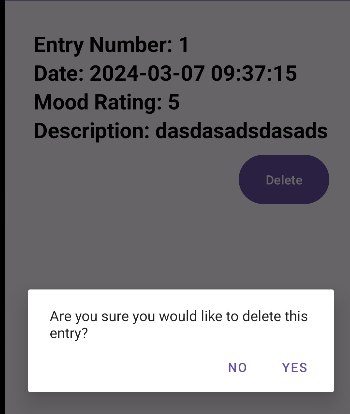 Entry Number: 1
Date: 2024-03-07 09:37:15
Mood Rating: 5
Description: dasdasadsdasads
Delete
Are you sure you would like to delete this
entry?
NO YES